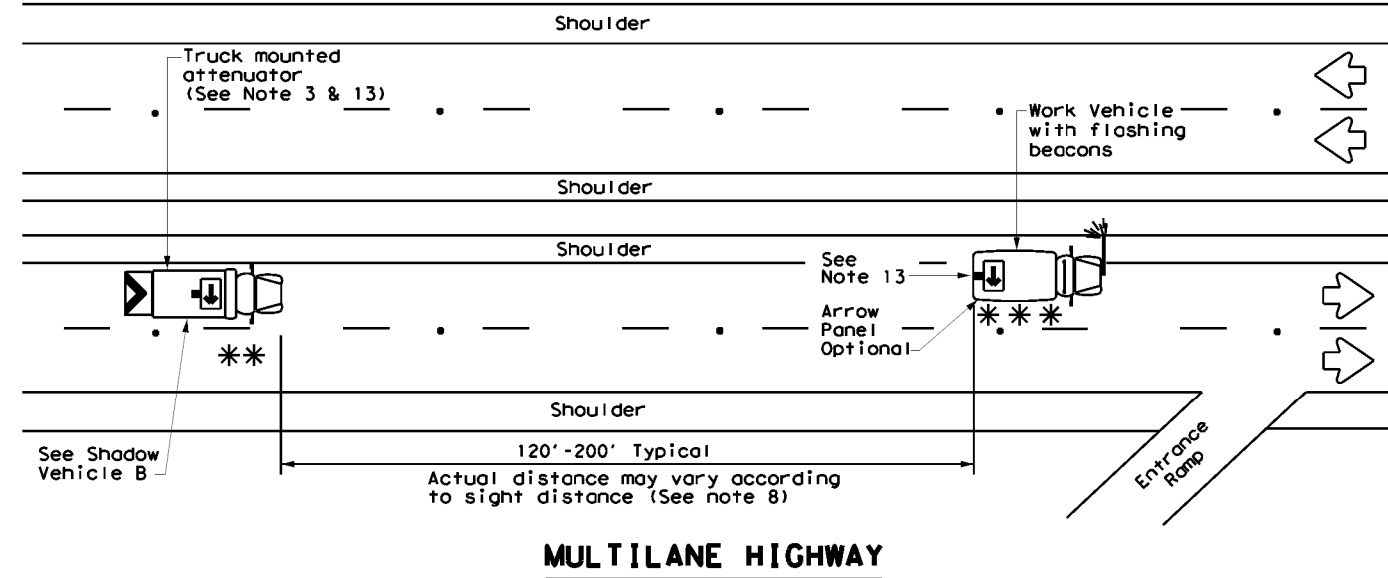 Shoulder
Truck mounted
attenuator
(See Note 3 & 13)
Work Vehicle
with flashing
beacons
Shoulder
Shoulder
See
Note 13
Arrow
Panel
Optional
***
**
Shoulder
See Shadow
Vehicle B
120'-200' Typical
Actual distance may vary according
to sight distance (See note 8)
Entrance
Ramp
MULTILANE HIGHWAY